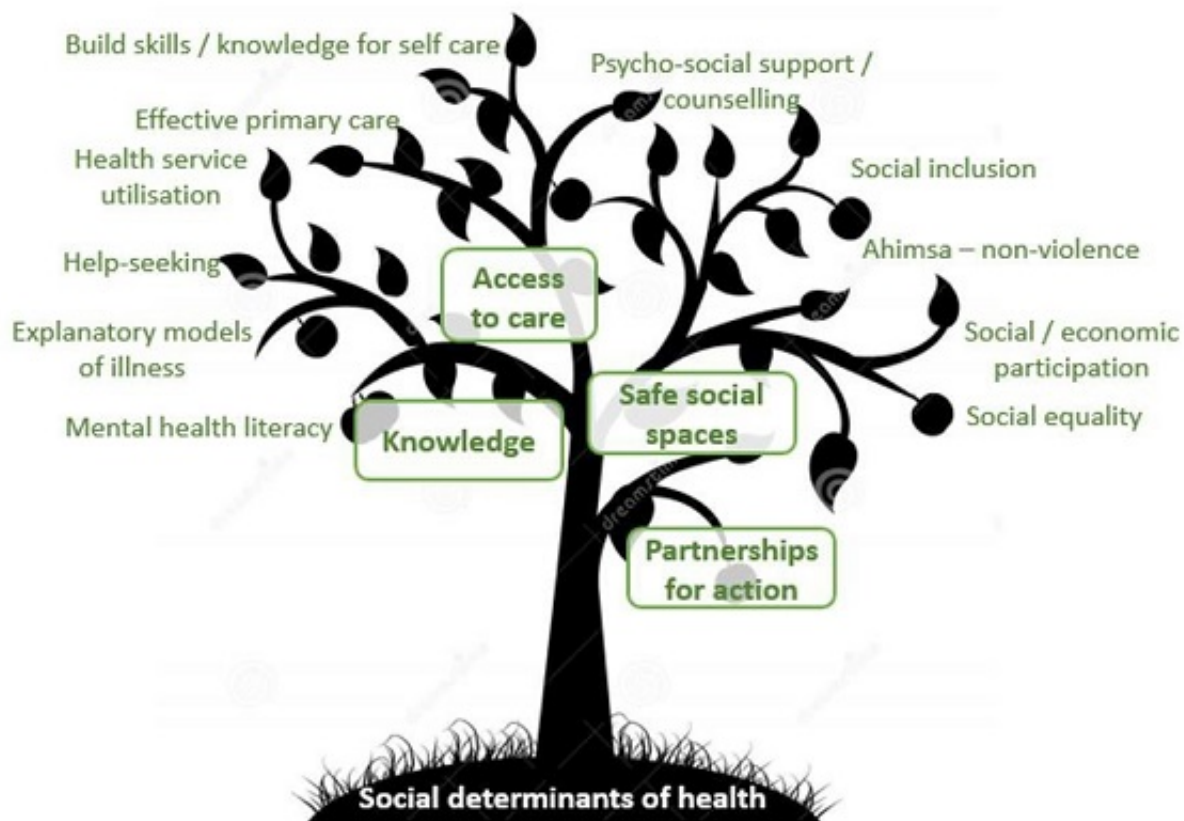 Build skills / knowledge for self care
Psycho-social support /
counselling
Effective primary care
Health service
utilisation
Social inclusion
Help-seeking
Ahimsa – non-violence
Access
to care
Explanatory models
of illness
Social / economic
participation
Safe social
spaces
Mental health literacy
Knowledge
Social equality
Partnerships
for action
Social determinants of health